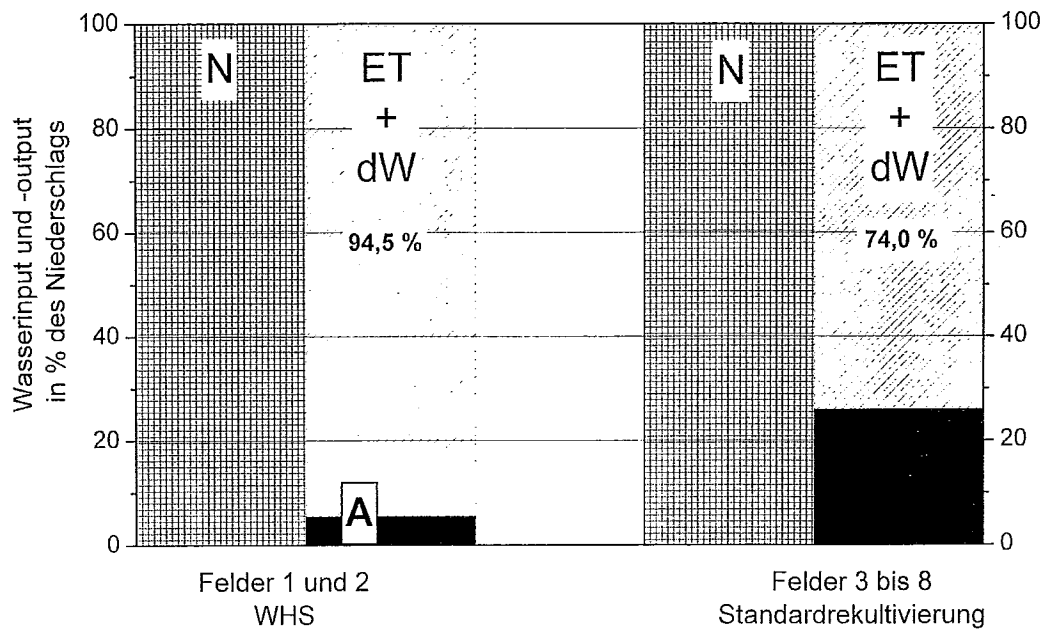 Wasserinput und -output
in % des Niederschlags
100
80
60
40
20
0
N
ET
+
dW
94,5 %
A
N
ET
+
dW
74,0 %
100
80
60
40
20
0
Felder 1 und 2
WHS
Felder 3 bis 8
Standardrekultivierung